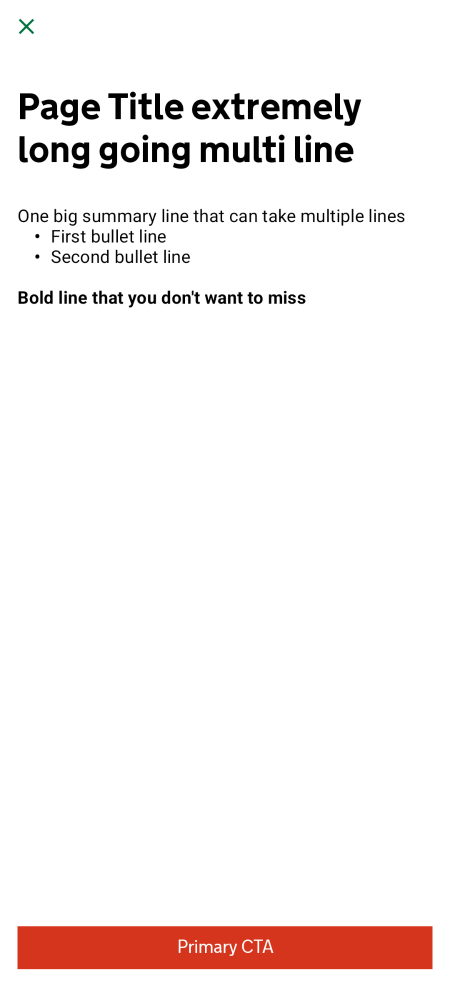 Page Title extremely
long going multi line
One big summary line that can take multiple lines
• First bullet line
• Second bullet line
Bold line that you don't want to miss
Primary CTA